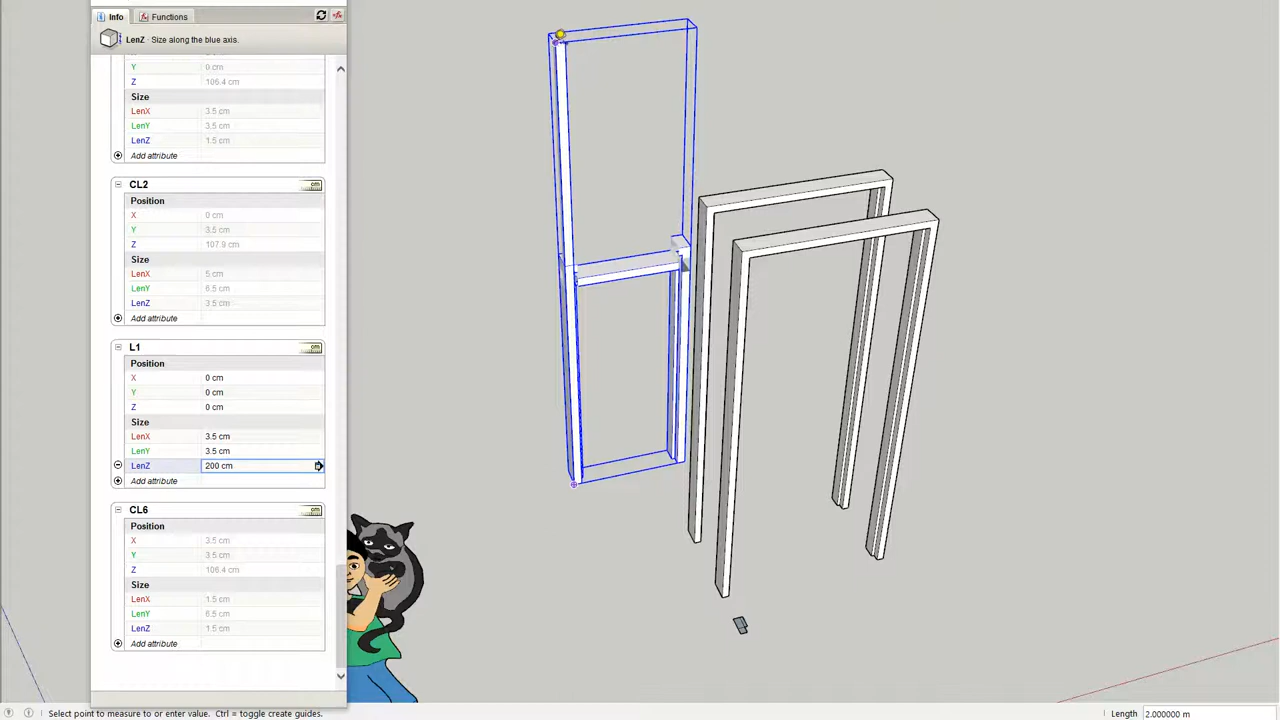 Info Functions
LenZ - Size along the blue axis.
Y 0 cm
Z 106.4 cm
Size
LenX 3.5 cm
LenY 3.5 cm
LenZ 1.5 cm
Add attribute
CL2 cm
Position
X 0 cm
Y 3.5 cm
Z 107.9 cm
Size
LenX 5 cm
LenY 6.5 cm
LenZ 3.5 cm
Add attribute
L1 cm
Position
X 0 cm
Y 0 cm
Z 0 cm
Size
LenX 3.5 cm
LenY 3.5 cm
LenZ 200 cm
Add attribute
CL6 cm
Position
X 3.5 cm
Y 3.5 cm
Z 106.4 cm
Size
LenX 1.5 cm
LenY 6.5 cm
LenZ 1.5 cm
Add attribute
Select point to measure to or enter value. Ctrl = toggle create guides. Length 2.000000 m